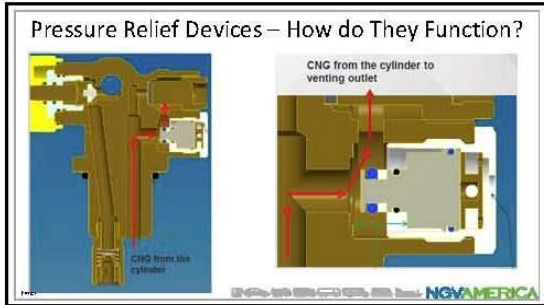 Pressure Relief Devices – How do They Function?
CNG from the cylinder to
venting outlet
CNG from the
cylinder
NGVAMERICA